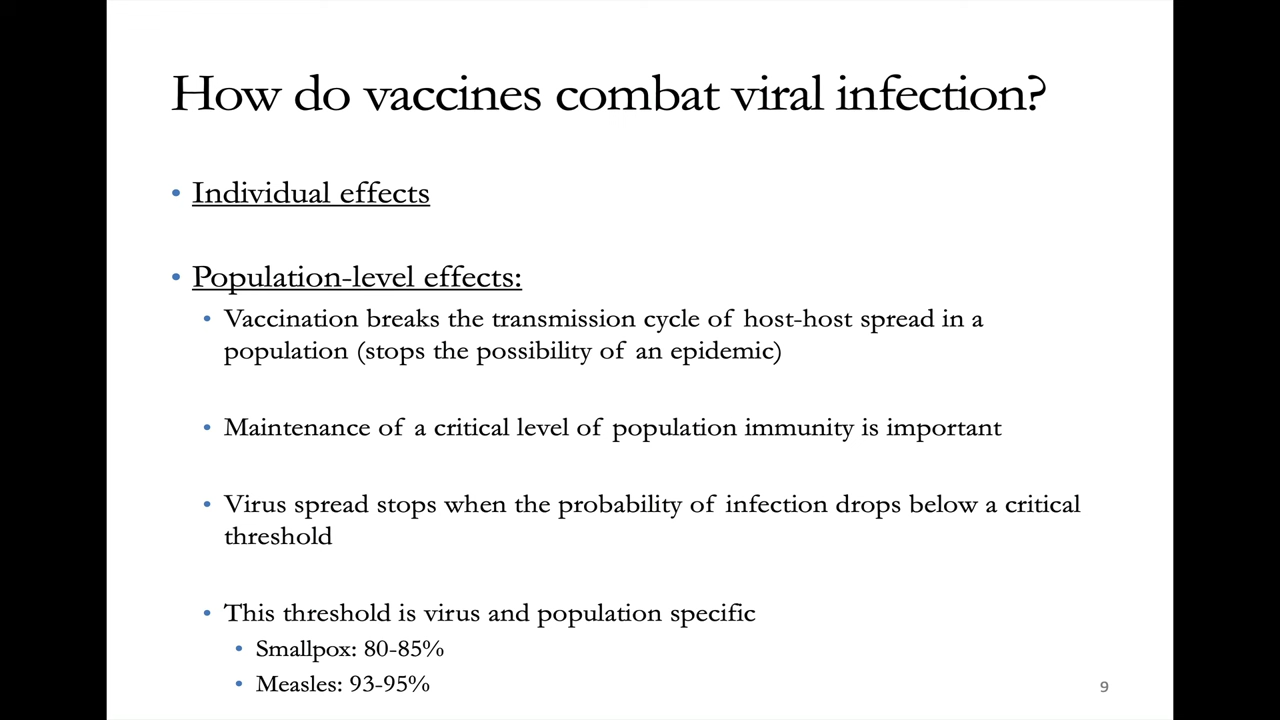 How do vaccines combat viral infection?
• Individual effects
• Population-level effects:
• Vaccination breaks the transmission cycle of host-host spread in a
population (stops the possibility of an epidemic)
• Maintenance of a critical level of population immunity is important
• Virus spread stops when the probability of infection drops below a critical
threshold
• This threshold is virus and population specific
• Smallpox: 80-85%
• Measles: 93-95%
9